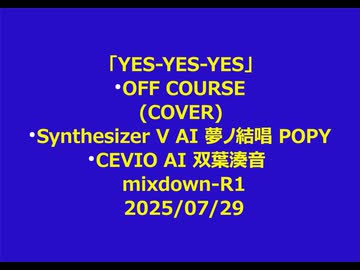 「YES-YES-YES」
・OFF COURSE
(COVER)
・Synthesizer V AI 夢ノ結唱 POPY
・CEVIO AI 双葉湊音
mixdown-R1
2025/07/29